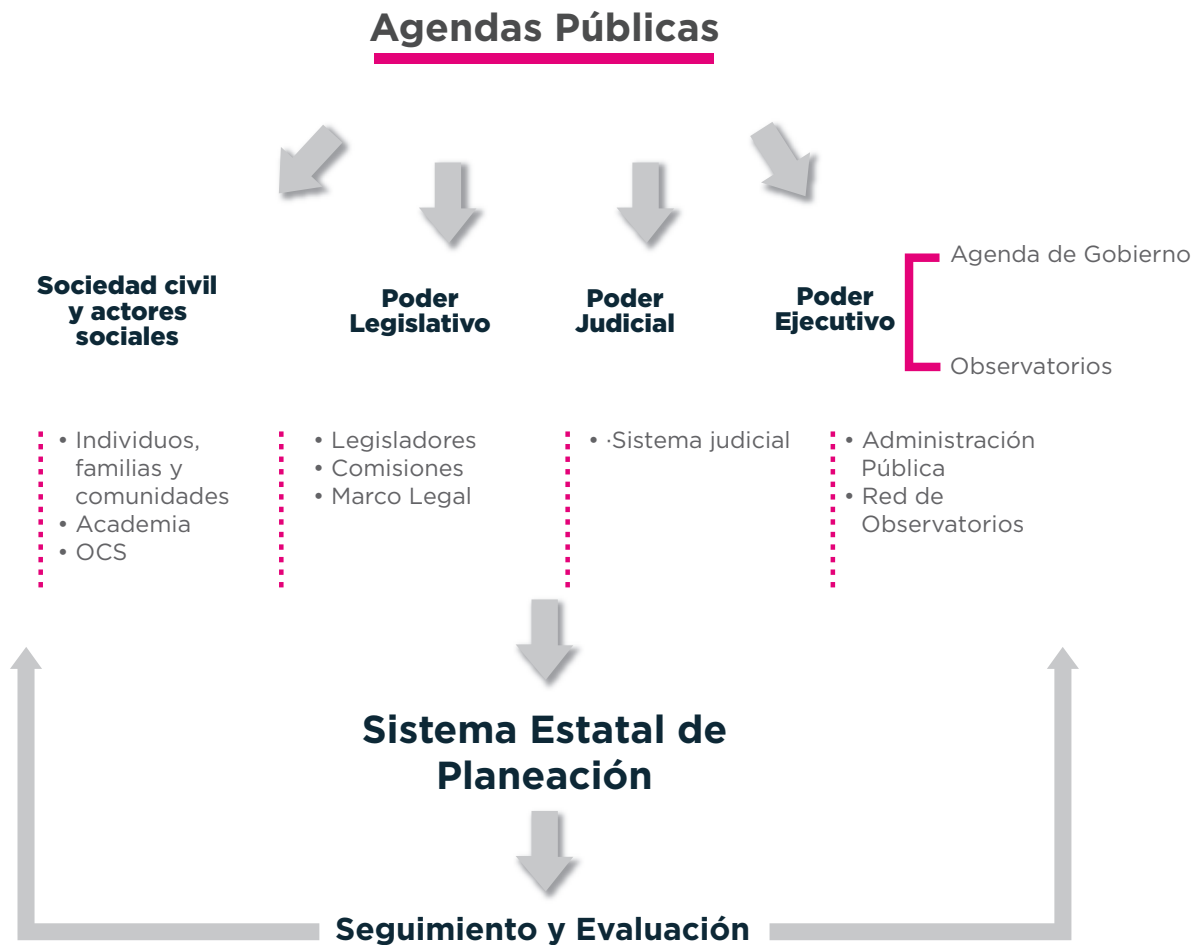 Agendas Públicas
Sociedad civil
y actores
sociales
Poder
Legislativo
Poder
Judicial
Poder
Ejecutivo
Agenda de Gobierno
Observatorios
• Individuos,
familias y
comunidades
• Academia
• OCS
• Legisladores
• Comisiones
• Marco Legal
• ·Sistema judicial
• Administración
Pública
• Red de
Observatorios
Sistema Estatal de
Planeación
Seguimiento y Evaluación